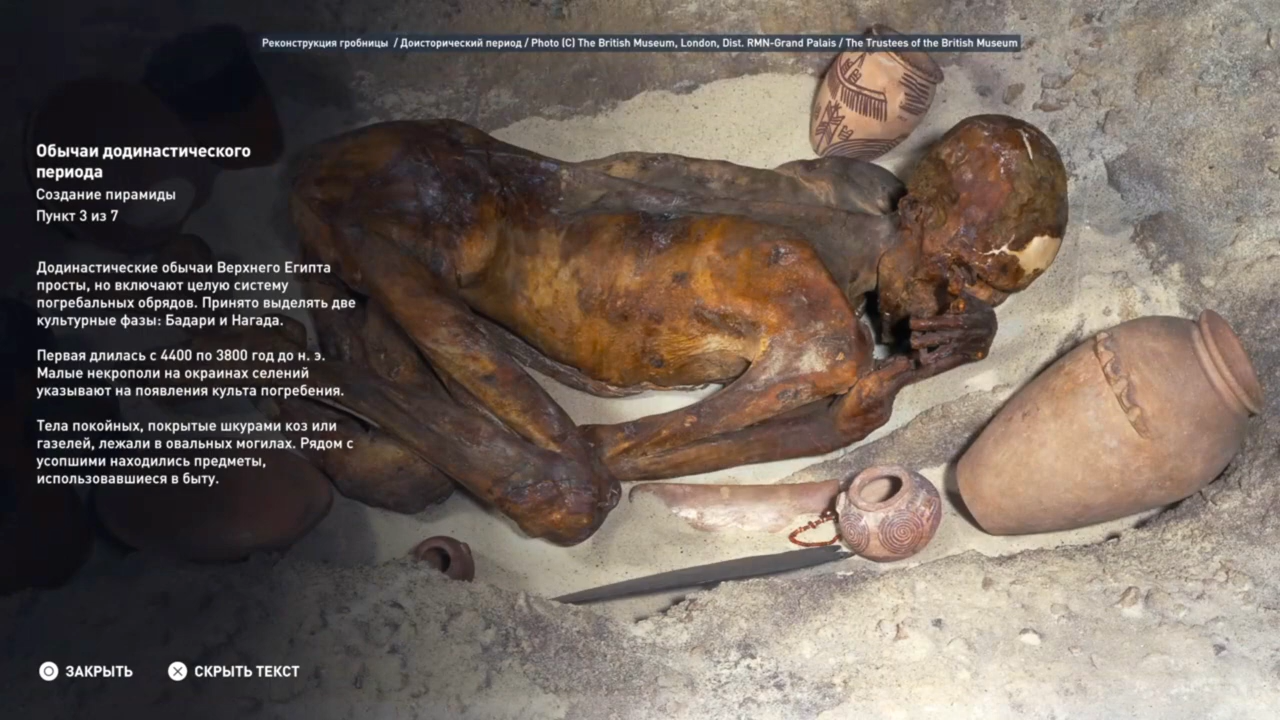 Реконструкция гробницы / Доисторический период / Photo (C) The British Museum, London, Dist. RMN-Grand Palais / The Trustees of the British Museum
Обычаи додинастического
периода
Создание пирамиды
Пункт 3 из 7
Додинастические обычаи Верхнего Египта
просты, но включают целую систему
погребальных обрядов. Принято выделять две
культурные фазы: Бадари и Нагада.
Первая длилась с 4400 по 3800 год до н. э.
Малые некрополи на окраинах селений
указывают на появления культа погребения.
Тела покойных, покрытые шкурами коз или
газелей, лежали в овальных могилах. Рядом с
усопшими находились предметы,
использовавшиеся в быту.
ЗАКРЫТЬ
СКРЫТЬ ТЕКСТ